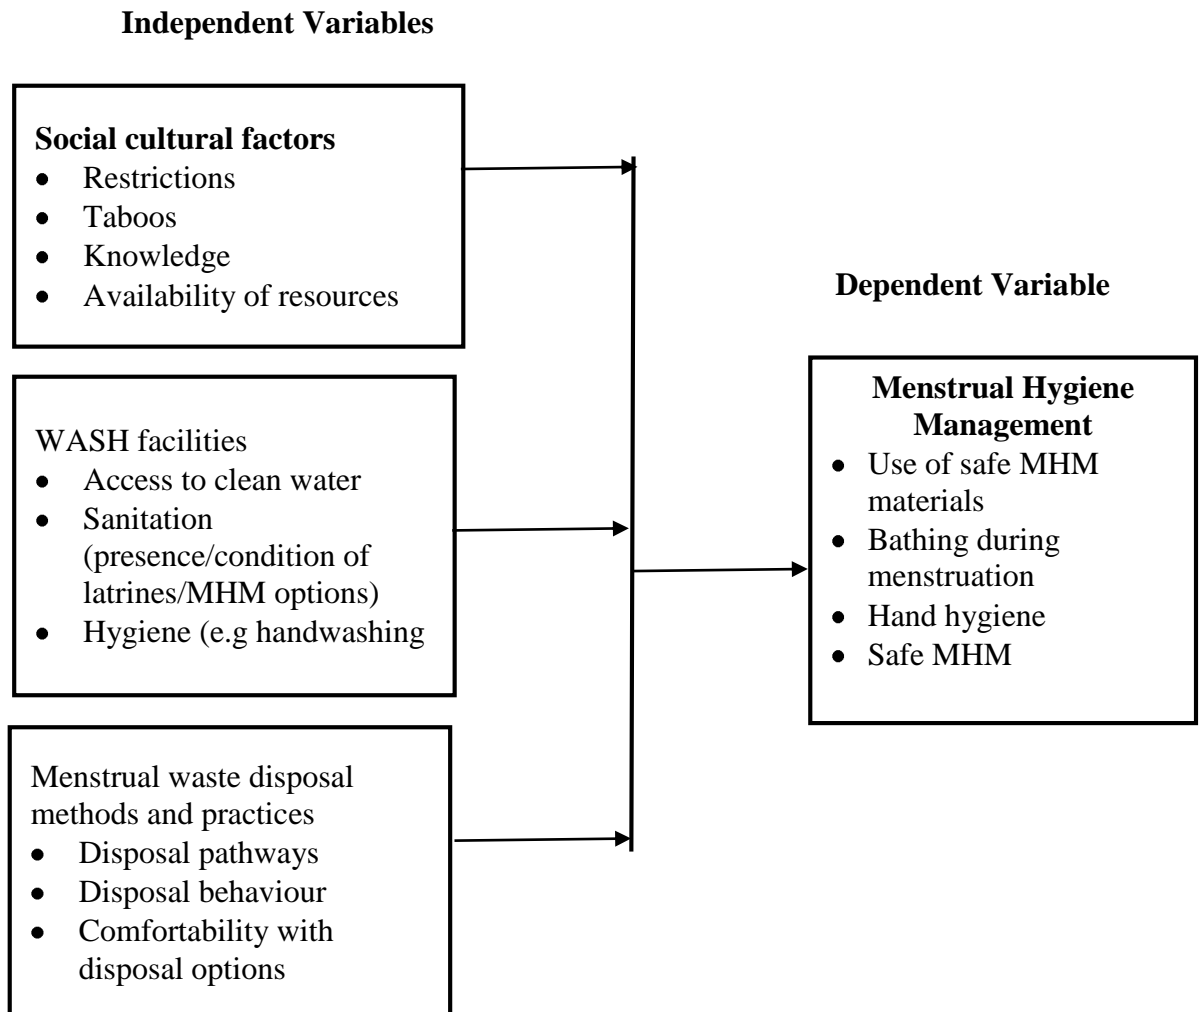 Independent Variables
Social cultural factors
● Restrictions
● Taboos
● Knowledge
● Availability of resources
WASH facilities
● Access to clean water
● Sanitation
(presence/condition of
latrines/MHM options)
● Hygiene (e.g handwashing
Menstrual waste disposal
methods and practices
● Disposal pathways
● Disposal behaviour
● Comfortability with
disposal options
Dependent Variable
Menstrual Hygiene
Management
● Use of safe MHM
materials
● Bathing during
menstruation
● Hand hygiene
● Safe MHM